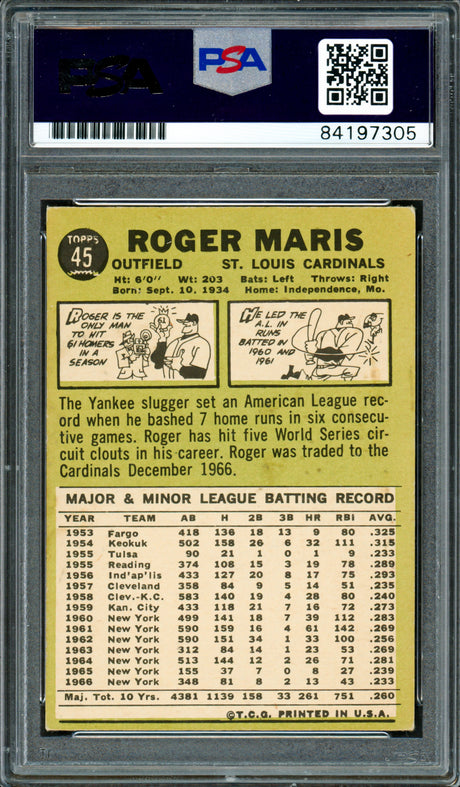 PSA
PSA
84197305
TOPPS
45
ROGER MARIS
OUTFIELD ST. LOUIS CARDINALS
Ht: 6'0'' Wt: 203 Bats: Left Throws: Right
Born: Sept. 10, 1934 Home: Independence, Mo.
ROGER IS THE
ONLY MAN
TO HIT
61 HOMERS
IN A
SEASON
61
HE LED THE
A.L. IN
RUNS
BATTED IN
1960 AND
1961
The Yankee slugger set an American League rec-
ord when he bashed 7 home runs in six consecu-
tive games. Roger has hit five World Series cir-
cuit clouts in his career. Roger was traded to the
Cardinals December 1966.
MAJOR & MINOR LEAGUE BATTING RECORD
YEAR TEAM AB H 2B 3B HR RBI AVG.
1953 Fargo 418 136 18 13 9 80 .325
1954 Keokuk 502 158 26 6 32 111 .315
1955 Tulsa 90 21 1 0 1 9 .233
1955 Reading 374 108 15 3 19 78 .289
1956 Ind'ap'lis 433 127 20 8 17 75 .293
1957 Cleveland 358 84 9 5 14 51 .235
1958 Clev.-K.C. 583 140 19 4 28 80 .240
1959 Kan. City 433 118 21 7 16 72 .273
1960 New York 499 141 18 7 39 112 .283
1961 New York 590 159 16 4 61 142 .269
1962 New York 590 151 34 1 33 100 .256
1963 New York 312 84 14 1 23 53 .269
1964 New York 513 144 12 2 26 71 .281
1965 New York 155 37 7 0 8 27 .239
1966 New York 348 81 8 2 13 43 .233
Maj. Tot. 10 Yrs. 4381 1139 158 33 261 751 .260
©T.C.G. PRINTED IN U.S.A.